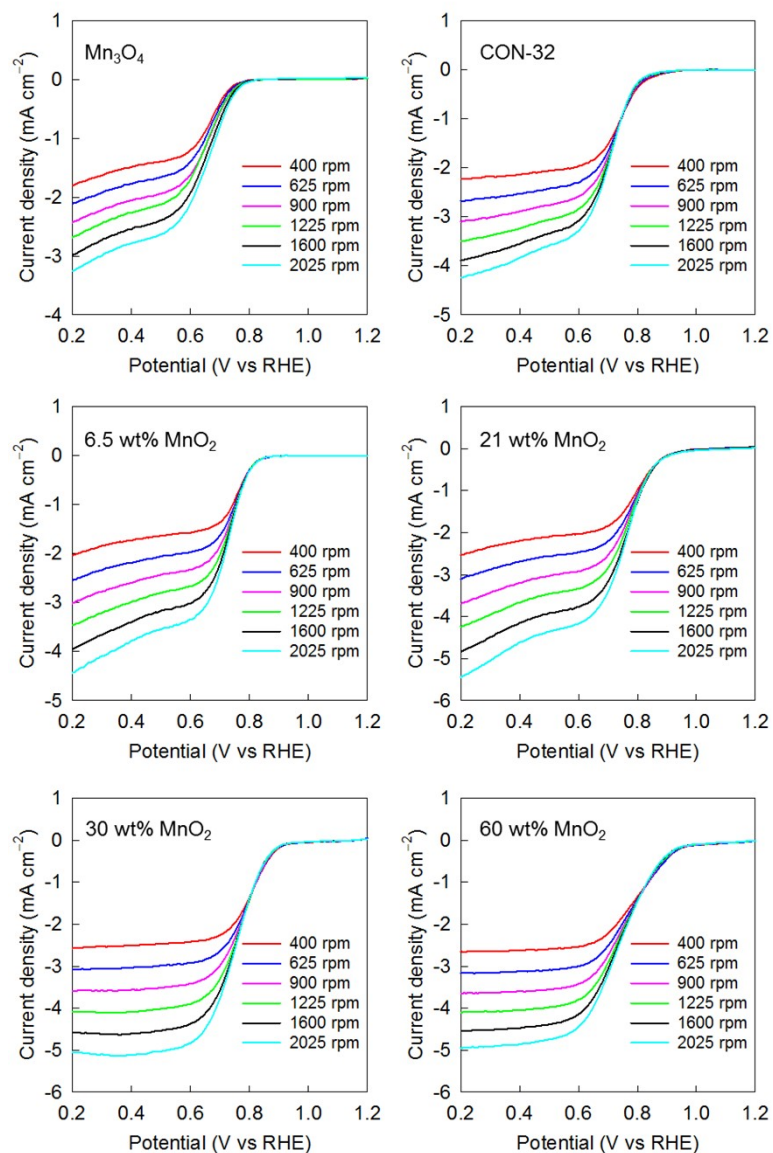 Mn₃O₄
1
0
-1
-2
-3
-4
Current density (mA cm⁻²)
400 rpm
625 rpm
900 rpm
1225 rpm
1600 rpm
2025 rpm
0.2 0.4 0.6 0.8 1.0 1.2
Potential (V vs RHE)
CON-32
1
0
-1
-2
-3
-4
-5
Current density (mA cm⁻²)
400 rpm
625 rpm
900 rpm
1225 rpm
1600 rpm
2025 rpm
0.2 0.4 0.6 0.8 1.0 1.2
Potential (V vs RHE)
6.5 wt% MnO₂
1
0
-1
-2
-3
-4
-5
Current density (mA cm⁻²)
400 rpm
625 rpm
900 rpm
1225 rpm
1600 rpm
2025 rpm
0.2 0.4 0.6 0.8 1.0 1.2
Potential (V vs RHE)
21 wt% MnO₂
1
0
-1
-2
-3
-4
-5
-6
Current density (mA cm⁻²)
400 rpm
625 rpm
900 rpm
1225 rpm
1600 rpm
2025 rpm
0.2 0.4 0.6 0.8 1.0 1.2
Potential (V vs RHE)
30 wt% MnO₂
1
0
-1
-2
-3
-4
-5
-6
Current density (mA cm⁻²)
400 rpm
625 rpm
900 rpm
1225 rpm
1600 rpm
2025 rpm
0.2 0.4 0.6 0.8 1.0 1.2
Potential (V vs RHE)
60 wt% MnO₂
1
0
-1
-2
-3
-4
-5
-6
Current density (mA cm⁻²)
400 rpm
625 rpm
900 rpm
1225 rpm
1600 rpm
2025 rpm
0.2 0.4 0.6 0.8 1.0 1.2
Potential (V vs RHE)